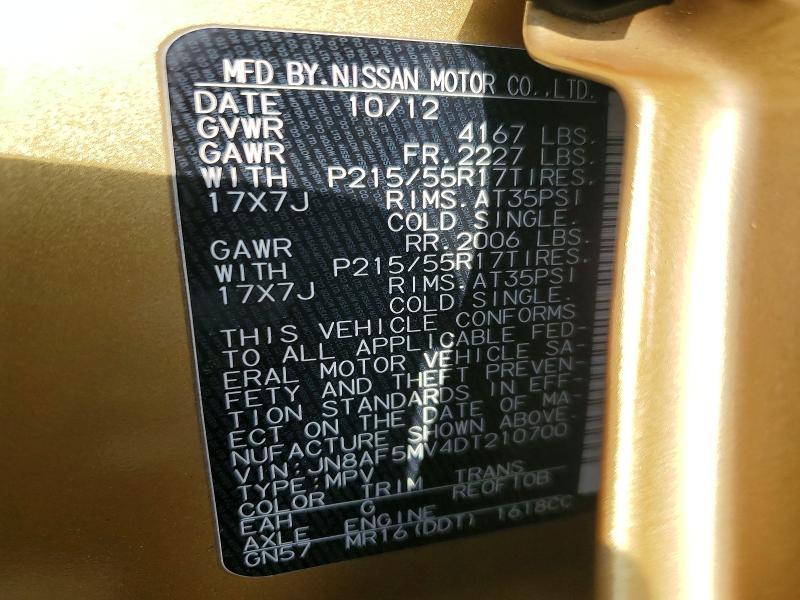 MFD BY.NISSAN MOTOR CO.,LTD.
DATE 10/12
GVWR 4167 LBS.
GAWR FR.2227 LBS.
WITH P215/55R17TIRES.
17X7J RIMS.AT35PSI
COLD SINGLE.
GAWR RR.2006 LBS.
WITH P215/55R17TIRES.
17X7J RIMS.AT35PSI
COLD SINGLE.
THIS VEHICLE CONFORMS
TO ALL APPLICABLE FED-
ERAL MOTOR VEHICLE SA-
FETY AND THEFT PREVEN-
TION STANDARDS IN EFF-
ECT ON THE DATE OF MA-
NUFACTURE SHOWN ABOVE.
VIN:JN8AF5MV4DT210700
TYPE:MPV
COLOR TRIM TRANS
EAH G RE0F10B
AXLE ENGINE
GN57 MR16(DDT) 1618CC